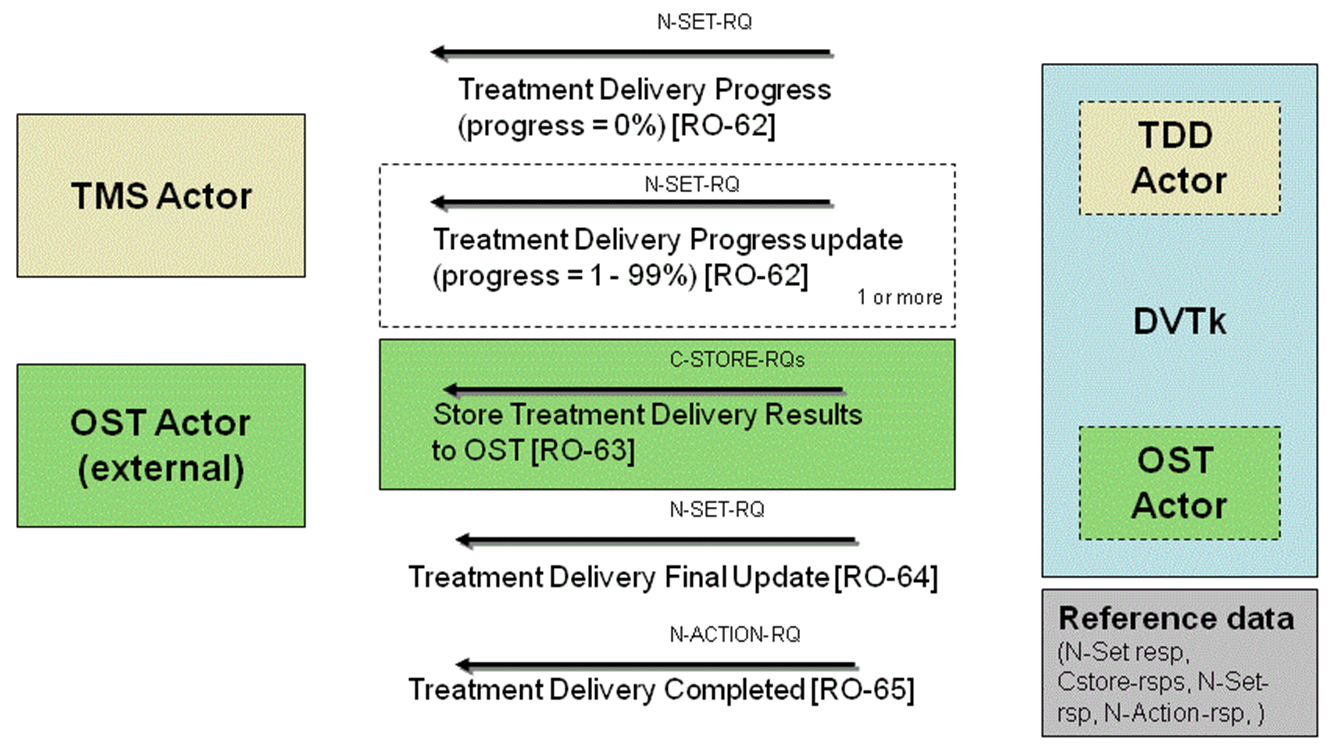 N-SET-RQ
Treatment Delivery Progress
(progress = 0%) [RO-62]
TMS Actor
N-SET-RQ
Treatment Delivery Progress update
(progress = 1 - 99%) [RO-62]
1 or more
OST Actor
(external)
C-STORE-RQs
Store Treatment Delivery Results
to OST [RO-63]
N-SET-RQ
Treatment Delivery Final Update [RO-64]
N-ACTION-RQ
Treatment Delivery Completed [RO-65]
TDD
Actor
DVTk
OST
Actor
Reference data
(N-Set resp,
Cstore-rsps, N-Set-
rsp, N-Action-rsp, )